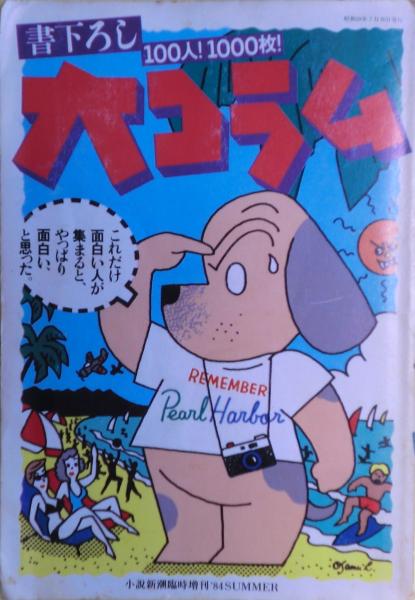 書下ろし
100人!1000枚!
大コラム
これだけ
面白い人が
集まると、
やっぱり
面白い、
と思った。
REMEMBER
Pearl Harbor
小説新潮臨時増刊'84SUMMER